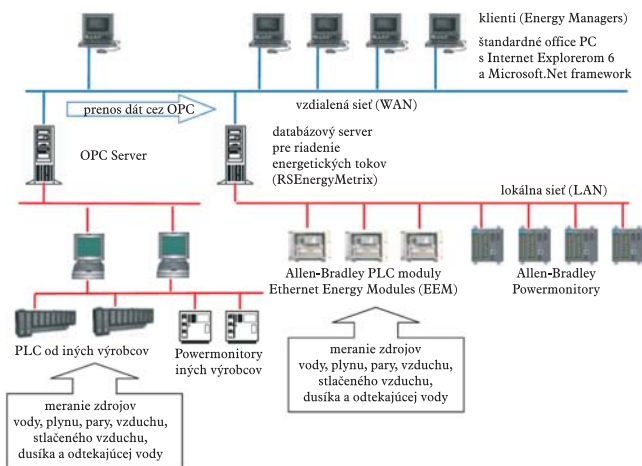 klienti (Energy Managers)
štandardné office PC
s Internet Explorerom 6
a Microsoft.Net framework
prenos dát cez OPC
vzdialená sieť (WAN)
OPC Server
databázový server
pre riadenie
energetických tokov
(RSEnergyMetrix)
lokálna sieť (LAN)
Allen-Bradley PLC moduly
Ethernet Energy Modules (EEM)
Allen-Bradley
Powermonitory
PLC od iných výrobcov
Powermonitory
iných výrobcov
meranie zdrojov
vody, plynu, pary, vzduchu,
stlačeného vzduchu,
dusíka a odtekajúcej vody
meranie zdrojov
vody, plynu, pary, vzduchu
stlačeného vzduchu,
dusíka a odtekajúcej vody